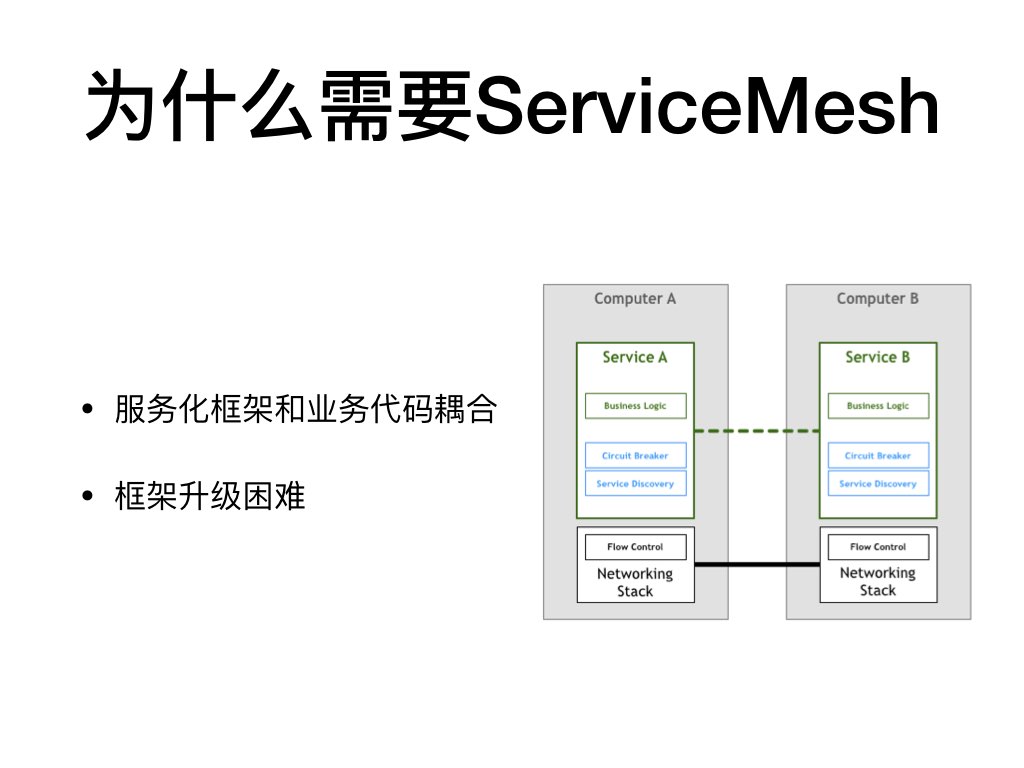 为什么需要ServiceMesh
• 服务化框架和业务代码耦合
• 框架升级困难
Computer A
Service A
Business Logic
Circuit Breaker
Service Discovery
Flow Control
Networking
Stack
Computer B
Service B
Business Logic
Circuit Breaker
Service Discovery
Flow Control
Networking
Stack